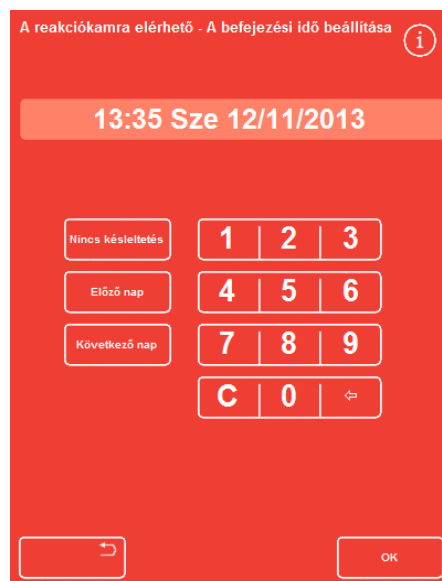 A reakciókamra elérhető - A befejezési idő beállítása
i
13:35 Sze 12/11/2013
Nincs késleltetés
1 2 3
Előző nap
4 5 6
Következő nap
7 8 9
C 0 ⇦
OK